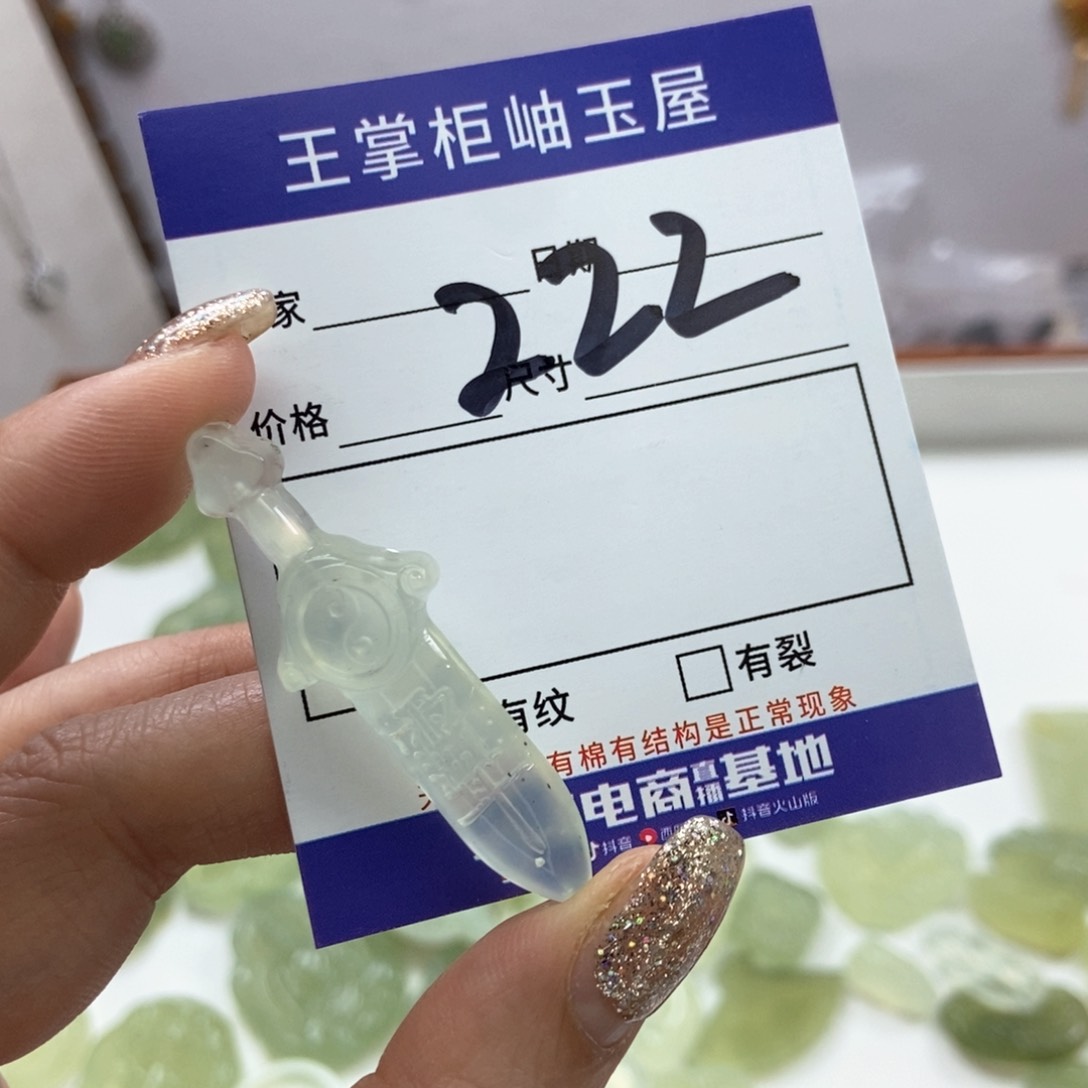 王掌柜岫玉屋
家 日期
222
价格 尺寸
有纹 有裂
有棉有结构是正常现象
电商直播基地
抖音 抖音火山版